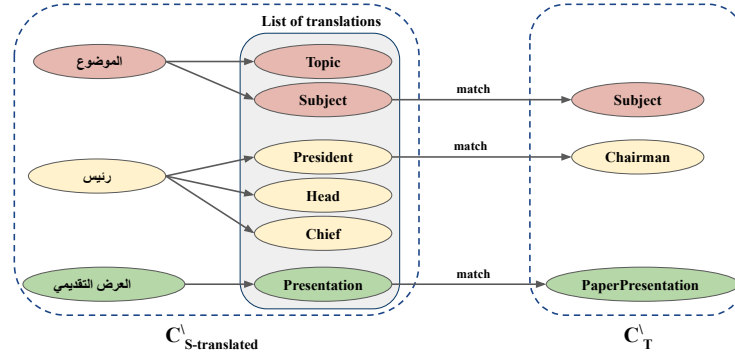 List of translations
الموضوع
Topic
Subject
match
Subject
رئيس
President
match
Chairman
Head
Chief
العرض التقديمي
Presentation
match
PaperPresentation
C\S-translated
C\T